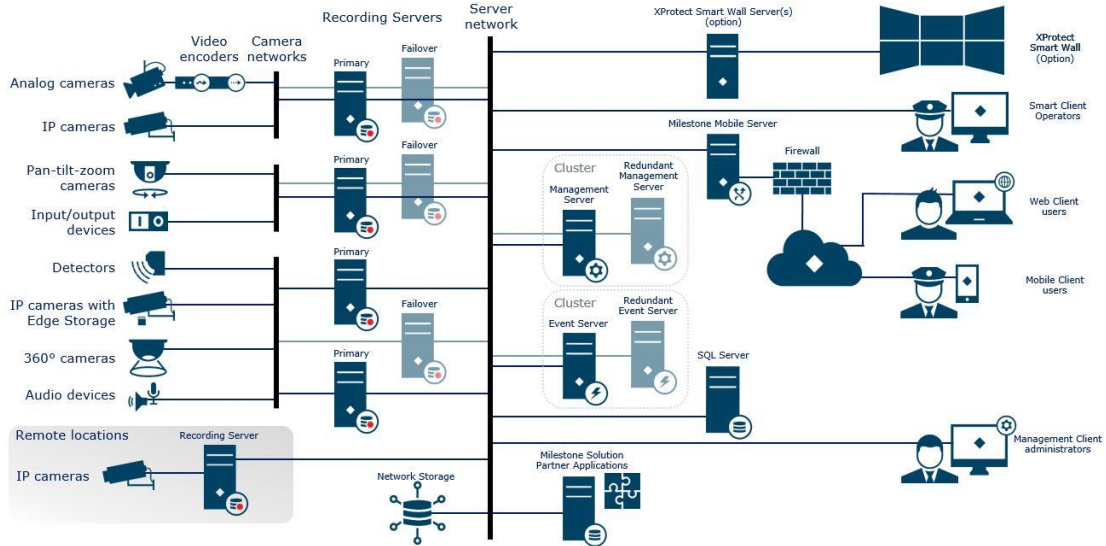 Recording Servers
Server
network
XProtect Smart Wall Server(s)
(option)
XProtect
Smart Wall
(Option)
Video
encoders
Camera
networks
Primary
Failover
Analog cameras
IP cameras
Smart Client
Operators
Milestone Mobile Server
Firewall
Pan-tilt-zoom
cameras
Primary
Failover
Input/output
devices
Cluster
Management
Server
Redundant
Management
Server
Web Client
users
Detectors
Primary
Mobile Client
users
IP cameras with
Edge Storage
Failover
Cluster
Event Server
Redundant
Event Server
360º cameras
Primary
SQL Server
Audio devices
Remote locations
Recording Server
IP cameras
Management Client
administrators
Network Storage
Milestone Solution
Partner Applications